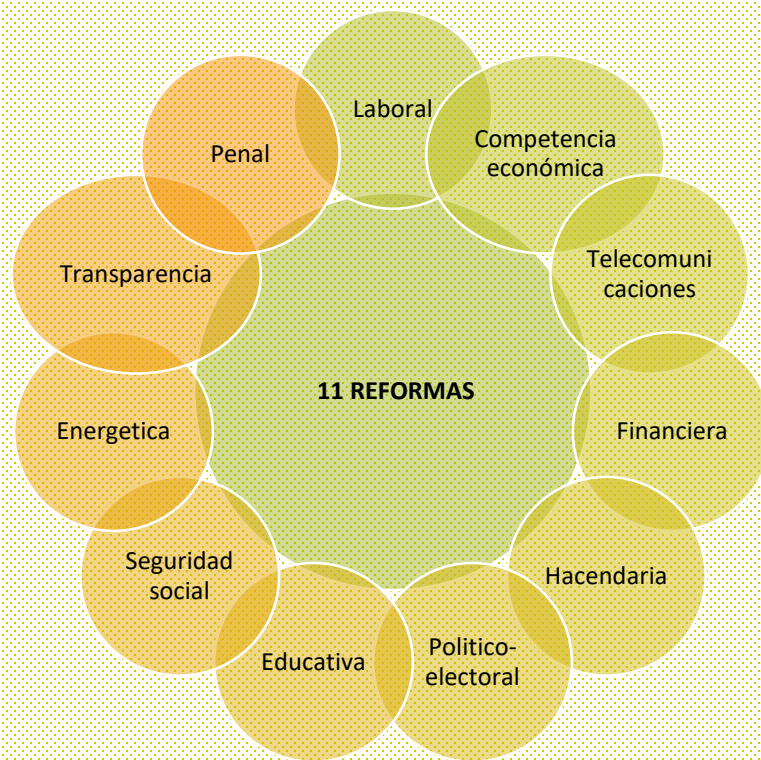 Laboral
Competencia
económica
Telecomuni
caciones
Financiera
Hacendaria
Politico-
electoral
Educativa
Seguridad
social
Energetica
Transparencia
Penal
11 REFORMAS